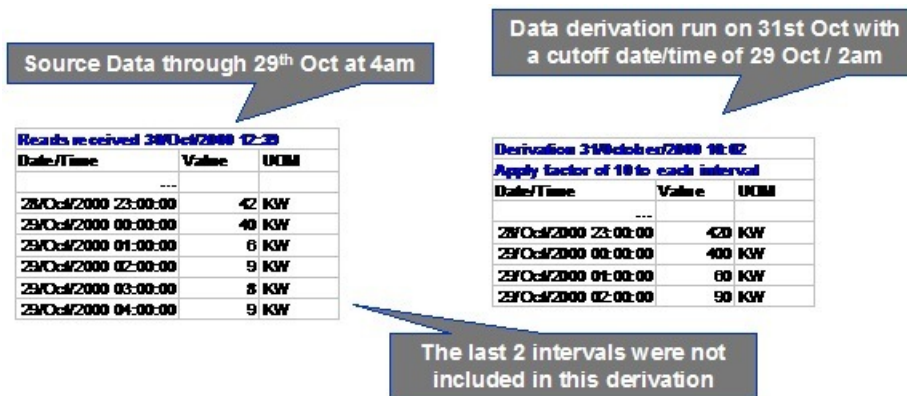 Source Data through 29th Oct at 4am
Data derivation run on 31st Oct with
a cutoff date/time of 29 Oct / 2am
Reads received 30/Oct/2000 12:39
Date/Time Value UOM
...
28/Oct/2000 23:00:00 42 KW
29/Oct/2000 00:00:00 40 KW
29/Oct/2000 01:00:00 6 KW
29/Oct/2000 02:00:00 9 KW
29/Oct/2000 03:00:00 8 KW
29/Oct/2000 04:00:00 9 KW
Derivation 31/October/2000 10:02
Apply factor of 10 to each interval
Date/Time Value UOM
...
28/Oct/2000 23:00:00 420 KW
29/Oct/2000 00:00:00 400 KW
29/Oct/2000 01:00:00 60 KW
29/Oct/2000 02:00:00 90 KW
The last 2 intervals were not
included in this derivation